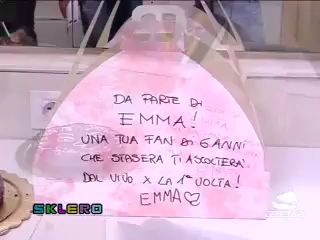 DA PARTE DI
EMMA!
UNA TUA FAN DI 6 ANNI
CHE STASERA TI ASCOLTERA'
DAL VIVO X LA 1ª VOLTA!
EMMA
SKLERO